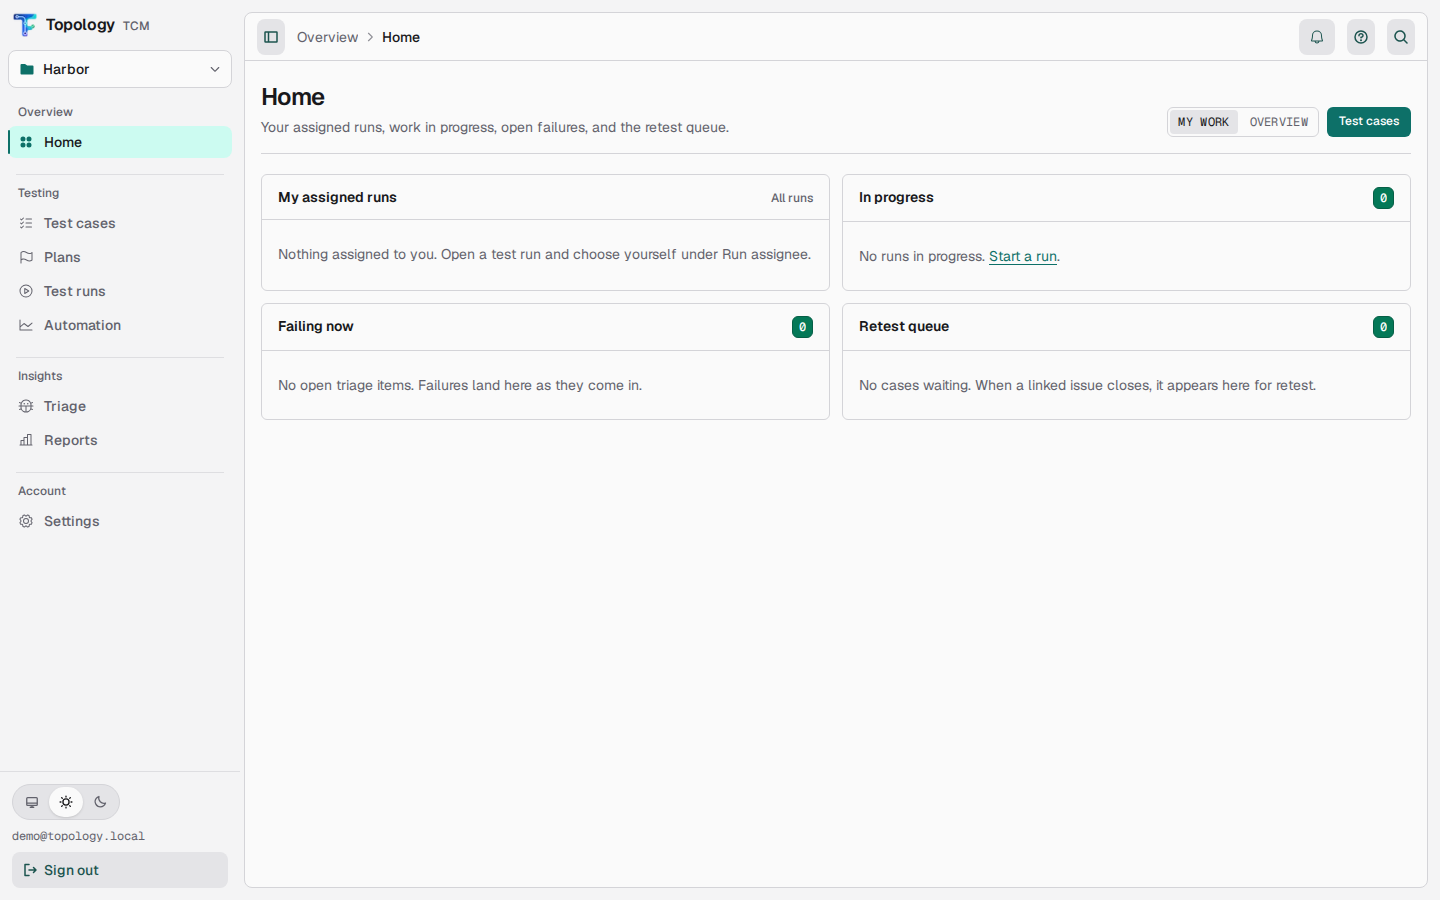 Topology TCM
Harbor
Overview
Home
Testing
Test cases
Plans
Test runs
Automation
Insights
Triage
Reports
Account
Settings
demo@topology.local
Sign out
Overview > Home
Home
Your assigned runs, work in progress, open failures, and the retest queue.
MY WORK OVERVIEW
Test cases
My assigned runs
All runs
Nothing assigned to you. Open a test run and choose yourself under Run assignee.
In progress
0
No runs in progress. Start a run.
Failing now
0
No open triage items. Failures land here as they come in.
Retest queue
0
No cases waiting. When a linked issue closes, it appears here for retest.